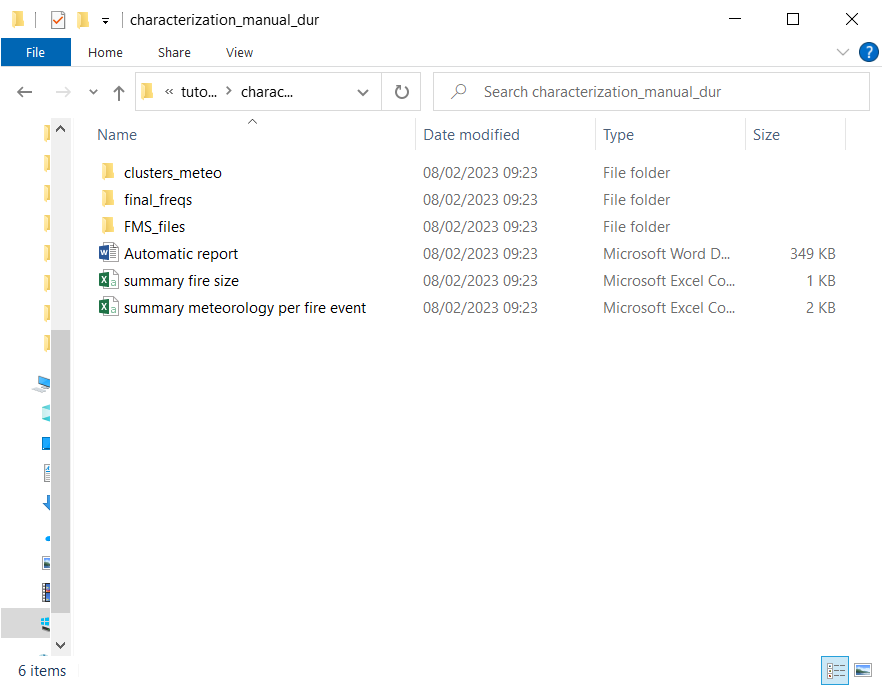 characterization_manual_dur
File Home Share View
« tuto... > charac... Search characterization_manual_dur
Name Date modified Type Size
clusters_meteo 08/02/2023 09:23 File folder
final_freqs 08/02/2023 09:23 File folder
FMS_files 08/02/2023 09:23 File folder
Automatic report 08/02/2023 09:23 Microsoft Word D... 349 KB
summary fire size 08/02/2023 09:23 Microsoft Excel Co... 1 KB
summary meteorology per fire event 08/02/2023 09:23 Microsoft Excel Co... 2 KB
6 items